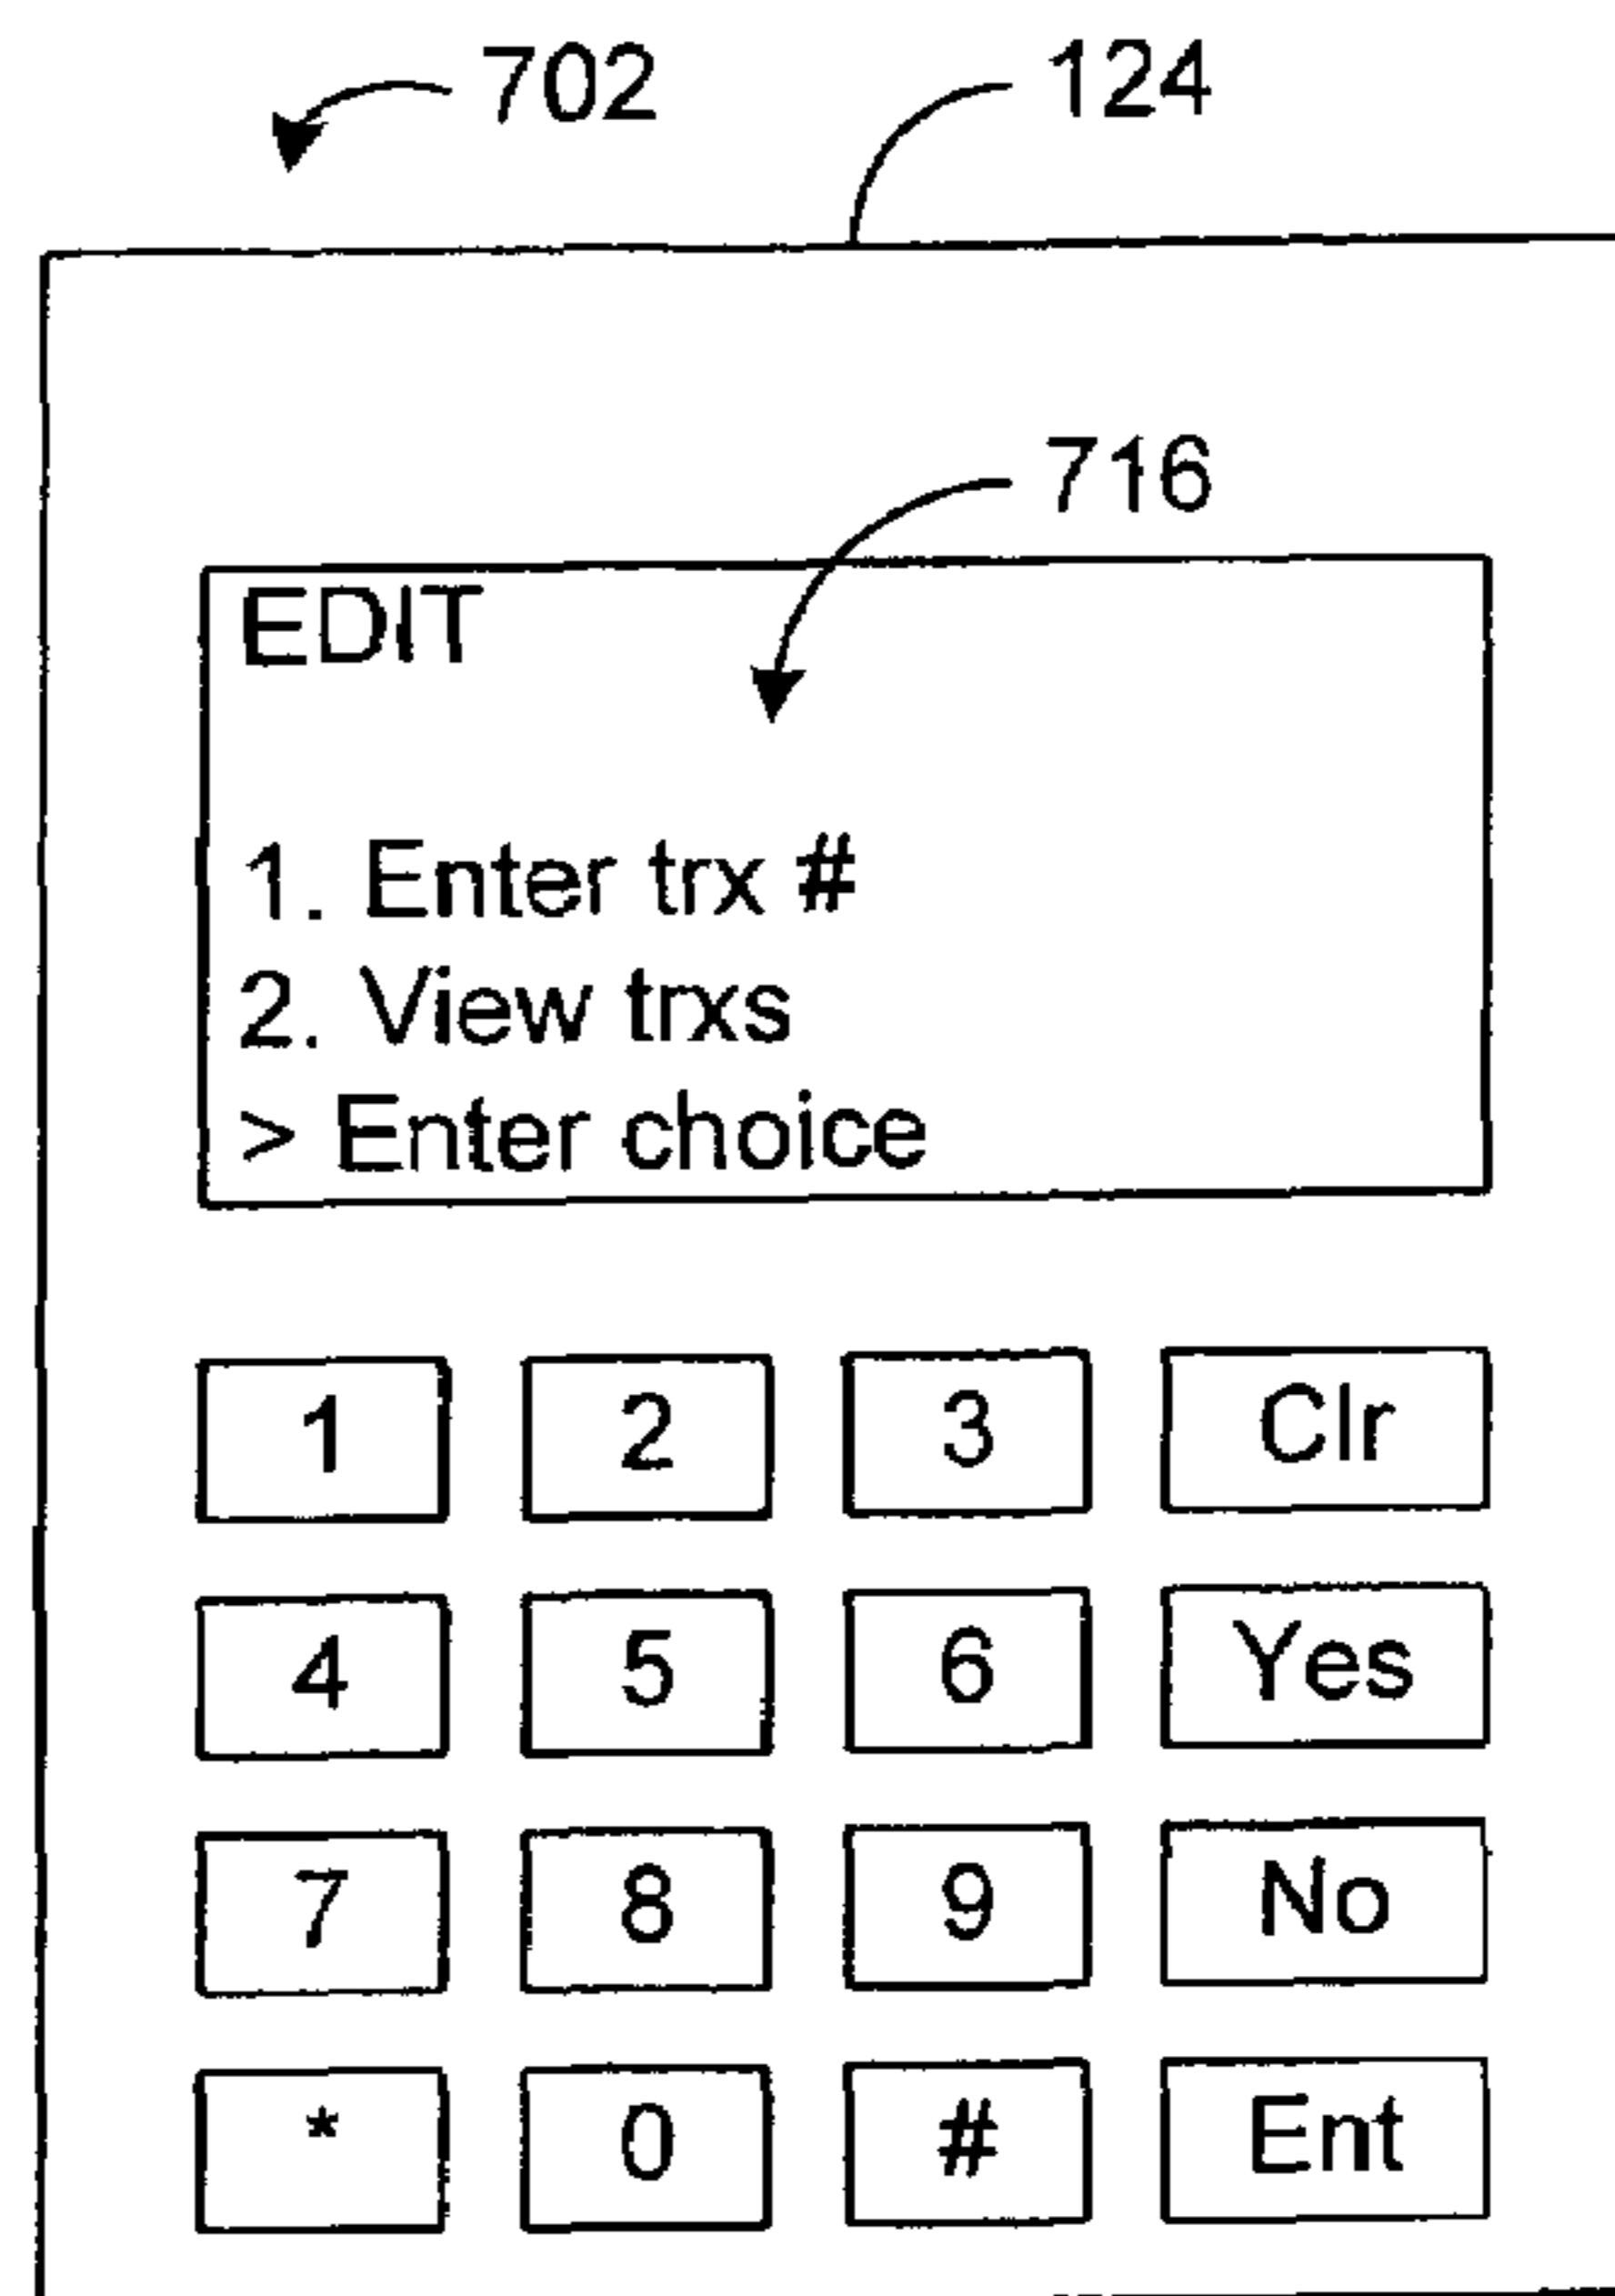 702 124
716
EDIT
1. Enter trx #
2. View trxs
> Enter choice
1 2 3 Clr
4 5 6 Yes
7 8 9 No
* 0 # Ent